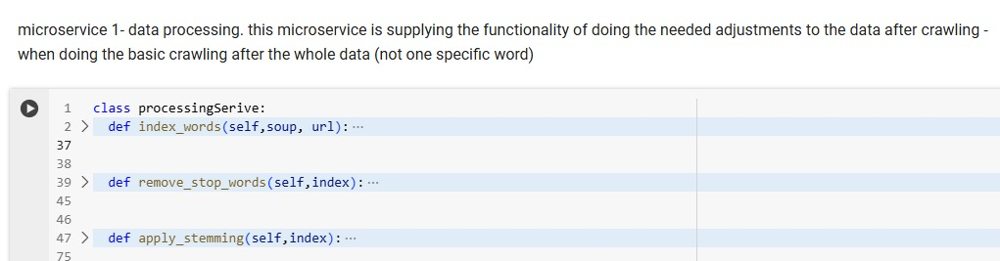 microservice 1- data processing. this microservice is supplying the functionality of doing the needed adjustments to the data after crawling -
when doing the basic crawling after the whole data (not one specific word)
1 class processingSerive:
2 > def index_words(self,soup, url): ···
37
38
39 > def remove_stop_words(self,index): ···
45
46
47 > def apply_stemming(self,index): ···
75